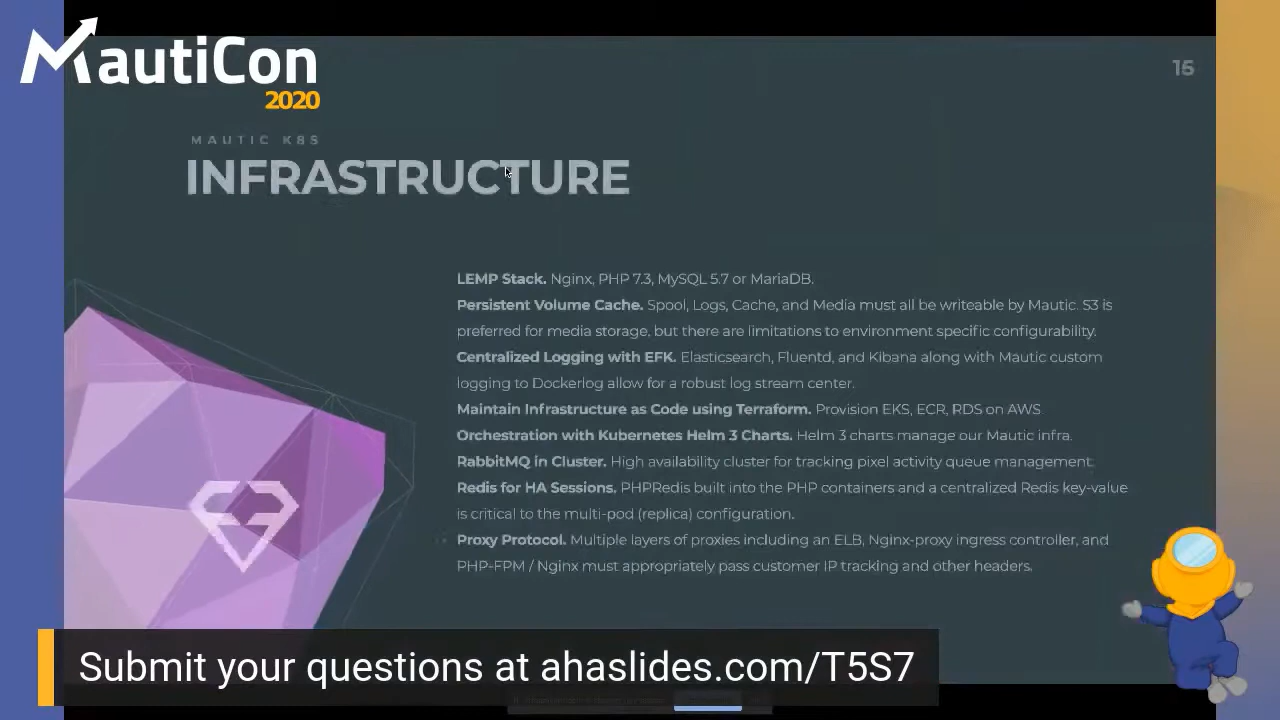 MautiCon
2020
15
MAUTIC K8S
INFRASTRUCTURE
LEMP Stack. Nginx, PHP 7.3, MySQL 5.7 or MariaDB.
Persistent Volume Cache. Spool, Logs, Cache, and Media must all be writeable by Mautic. S3 is
preferred for media storage, but there are limitations to environment specific configurability.
Centralized Logging with EFK. Elasticsearch, Fluentd, and Kibana along with Mautic custom
logging to Dockerlog allow for a robust log stream center.
Maintain Infrastructure as Code using Terraform. Provision EKS, ECR, RDS on AWS
Orchestration with Kubernetes Helm 3 Charts. Helm 3 charts manage our Mautic infra.
RabbitMQ in Cluster. High availability cluster for tracking pixel activity queue management.
Redis for HA Sessions. PHPRedis built into the PHP containers and a centralized Redis key-value
is critical to the multi-pod (replica) configuration.
Proxy Protocol. Multiple layers of proxies including an ELB, Nginx-proxy ingress controller, and
PHP-FPM / Nginx must appropriately pass customer IP tracking and other headers.
Submit your questions at ahaslides.com/T5S7